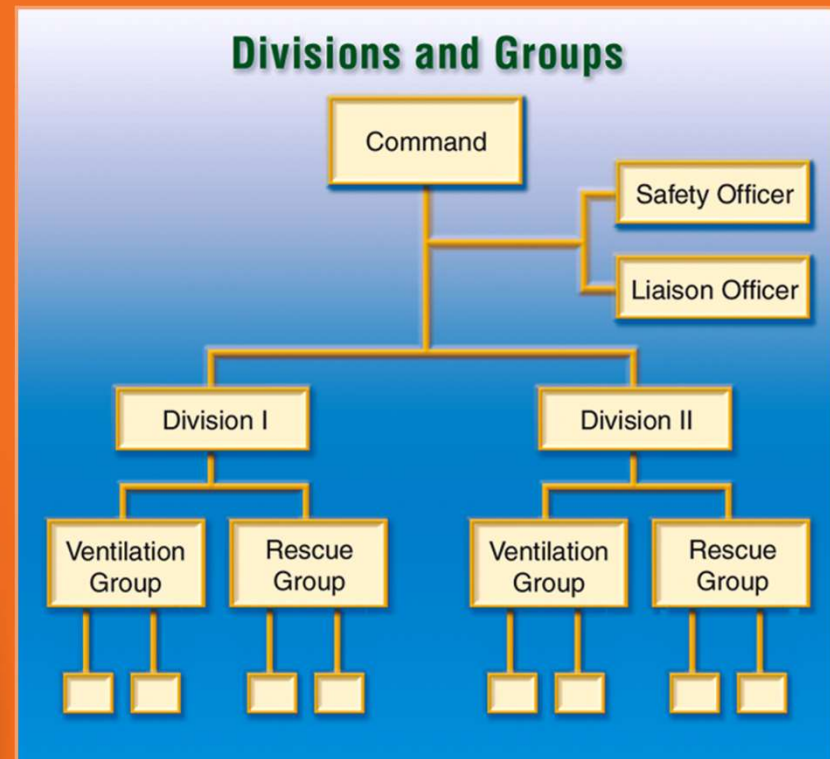 Divisions and Groups
Command
Safety Officer
Liaison Officer
Division I
Division II
Ventilation
Group
Rescue
Group
Ventilation
Group
Rescue
Group